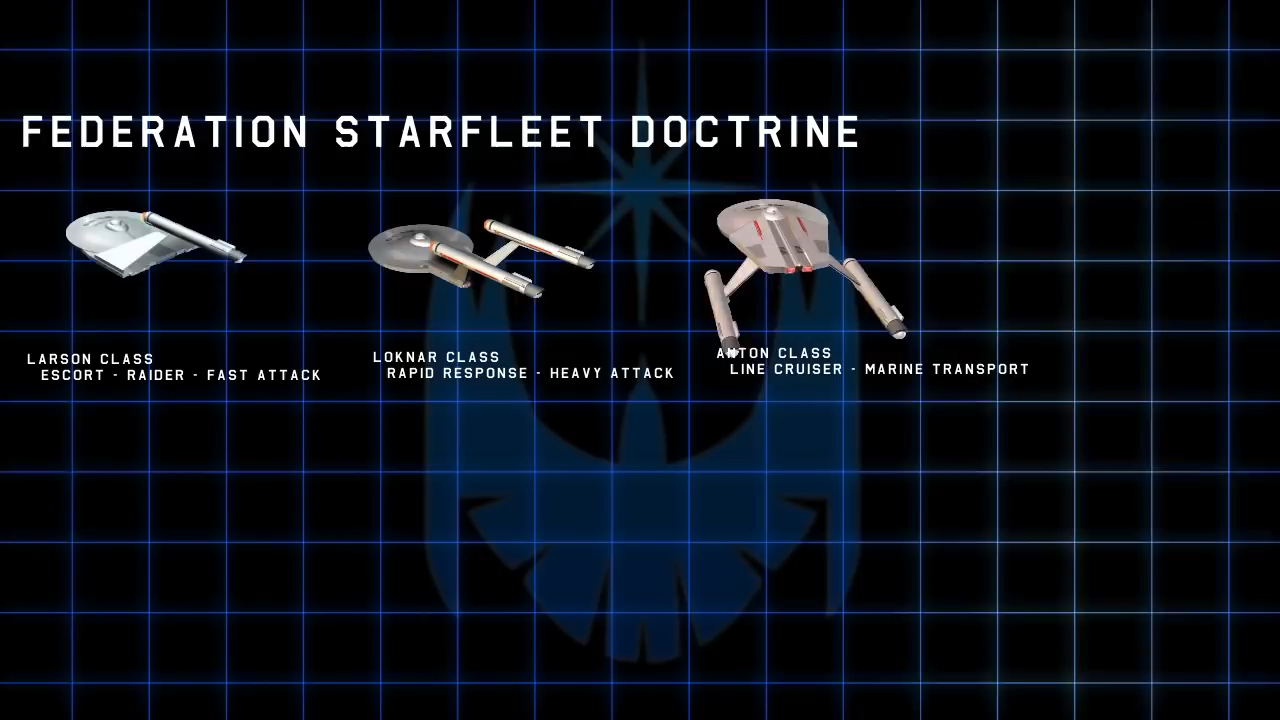 FEDERATION STARFLEET DOCTRINE
LARSON CLASS
ESCORT - RAIDER - FAST ATTACK
LOKNAR CLASS
RAPID RESPONSE - HEAVY ATTACK
ANTON CLASS
LINE CRUISER - MARINE TRANSPORT